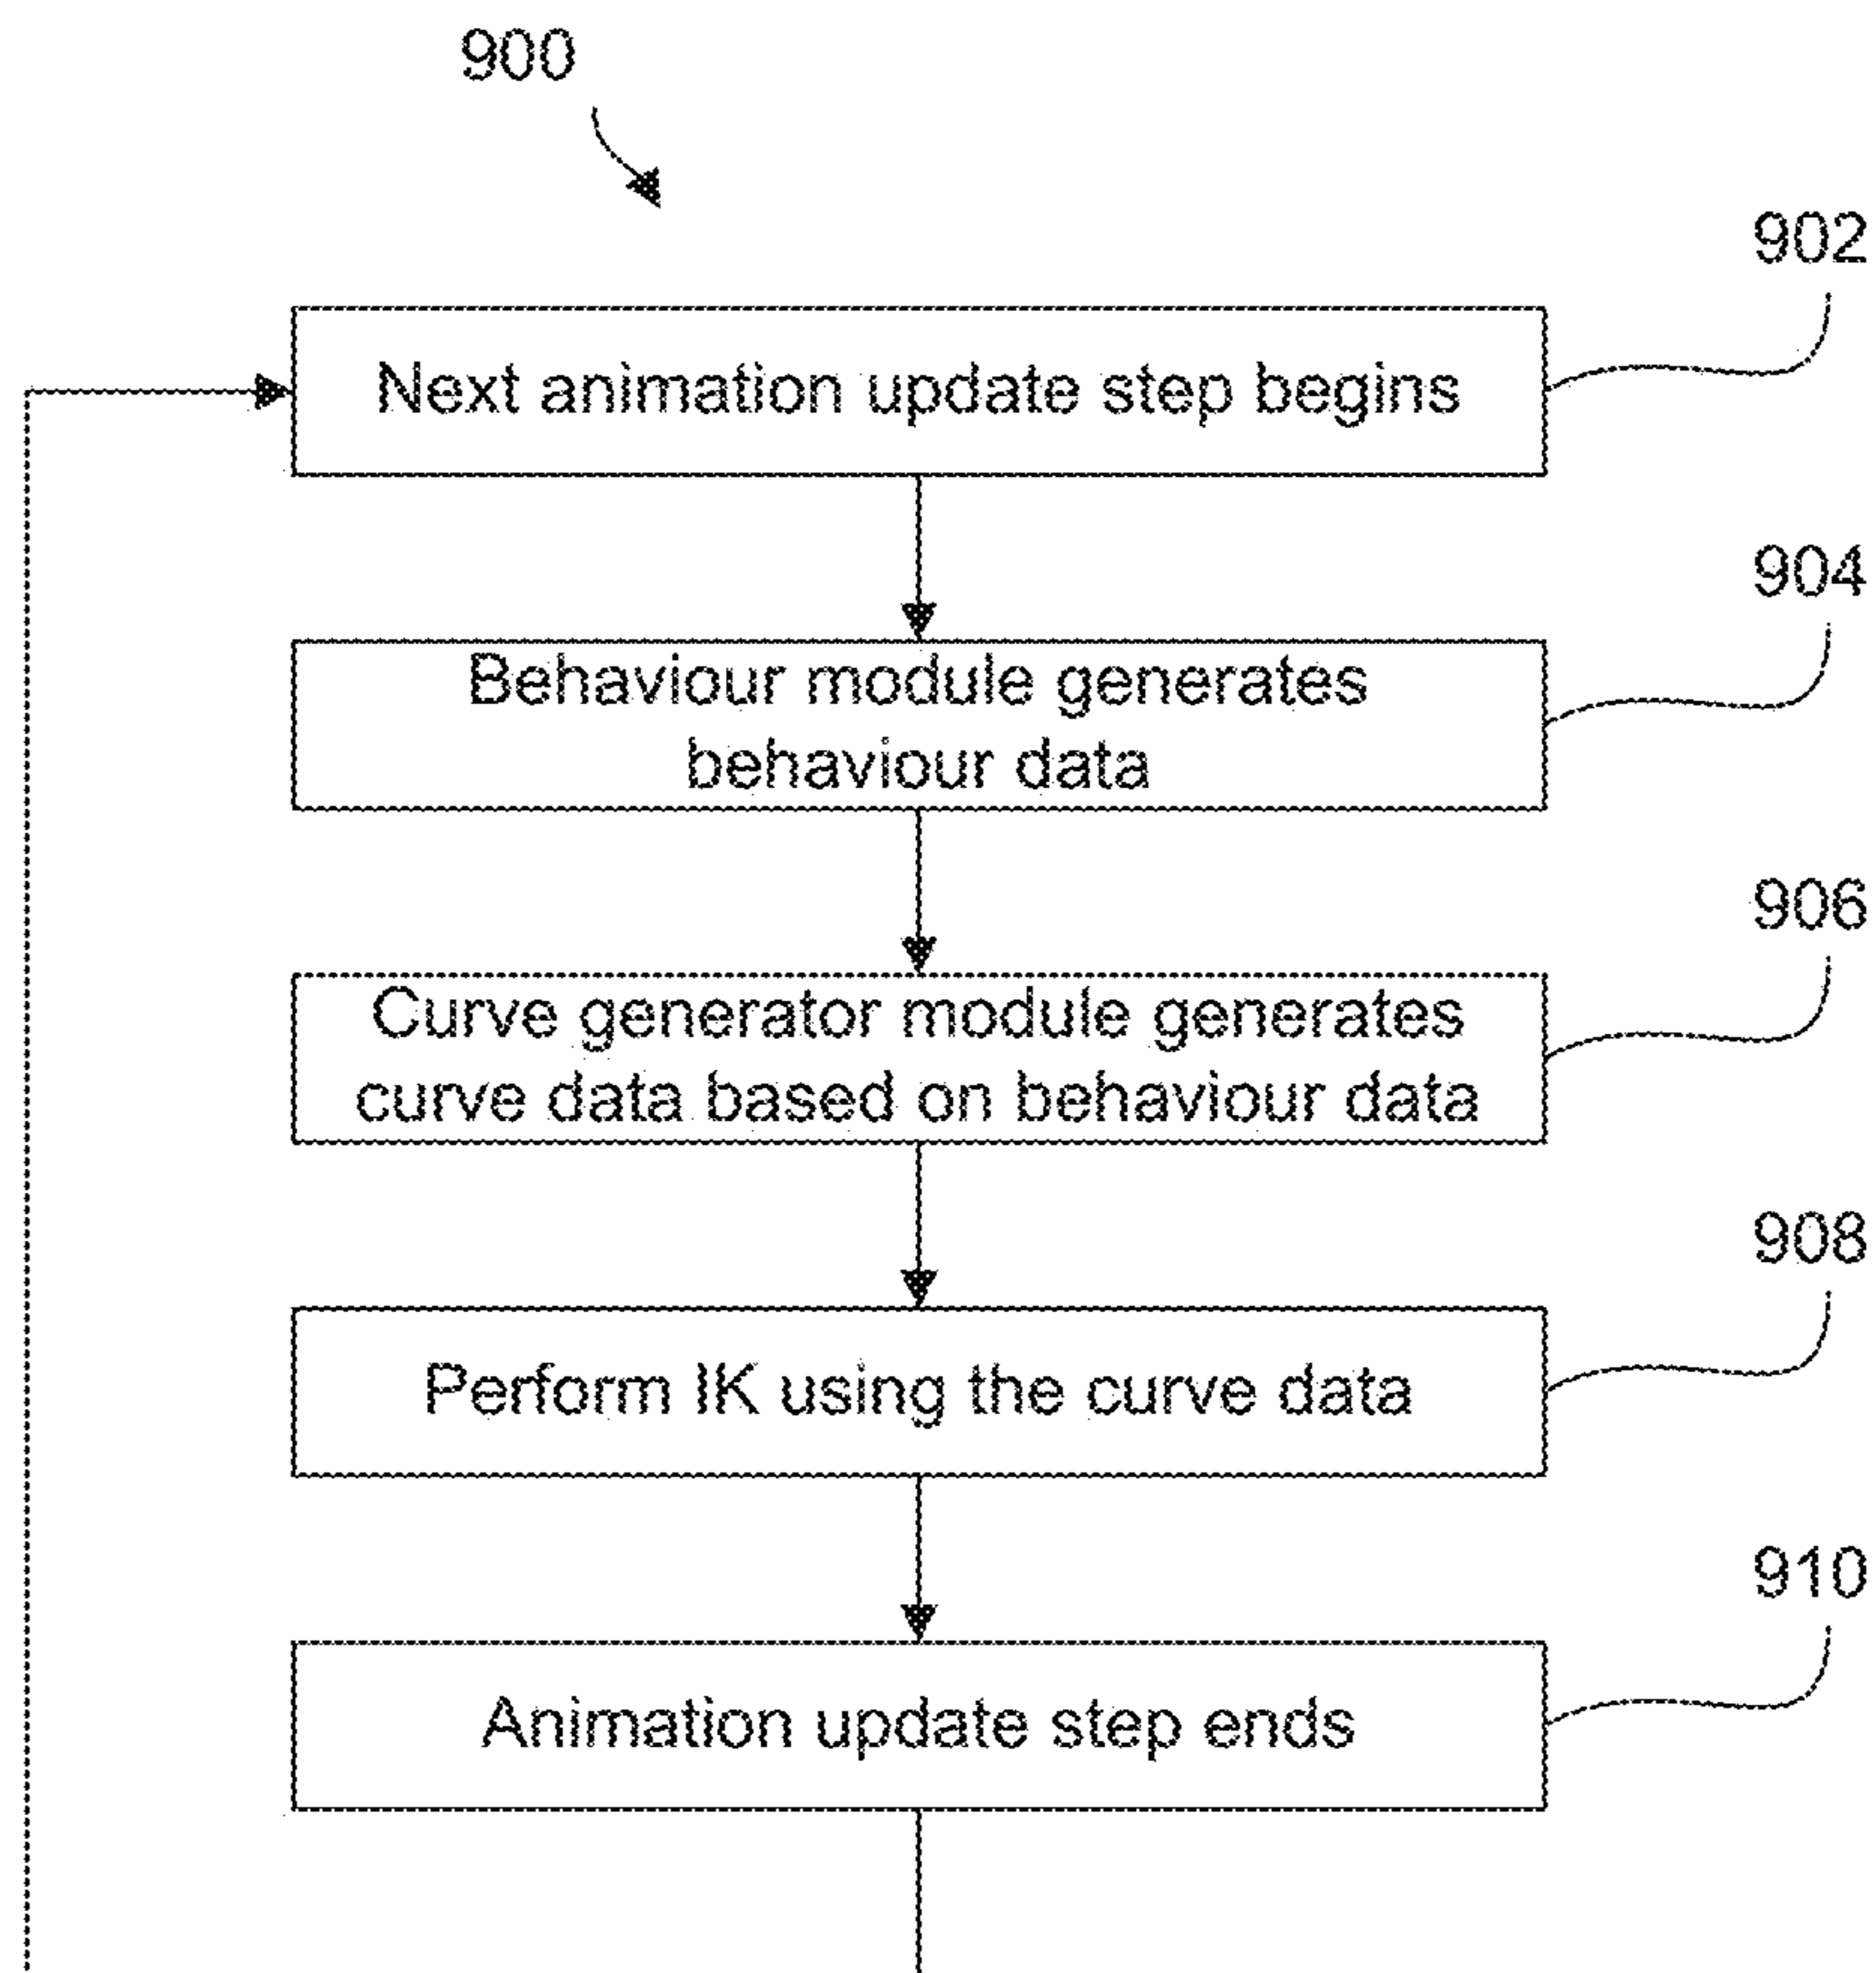 900
902
Next animation update step begins
904
Behaviour module generates
behaviour data
906
Curve generator module generates
curve data based on behaviour data
908
Perform IK using the curve data
910
Animation update step ends